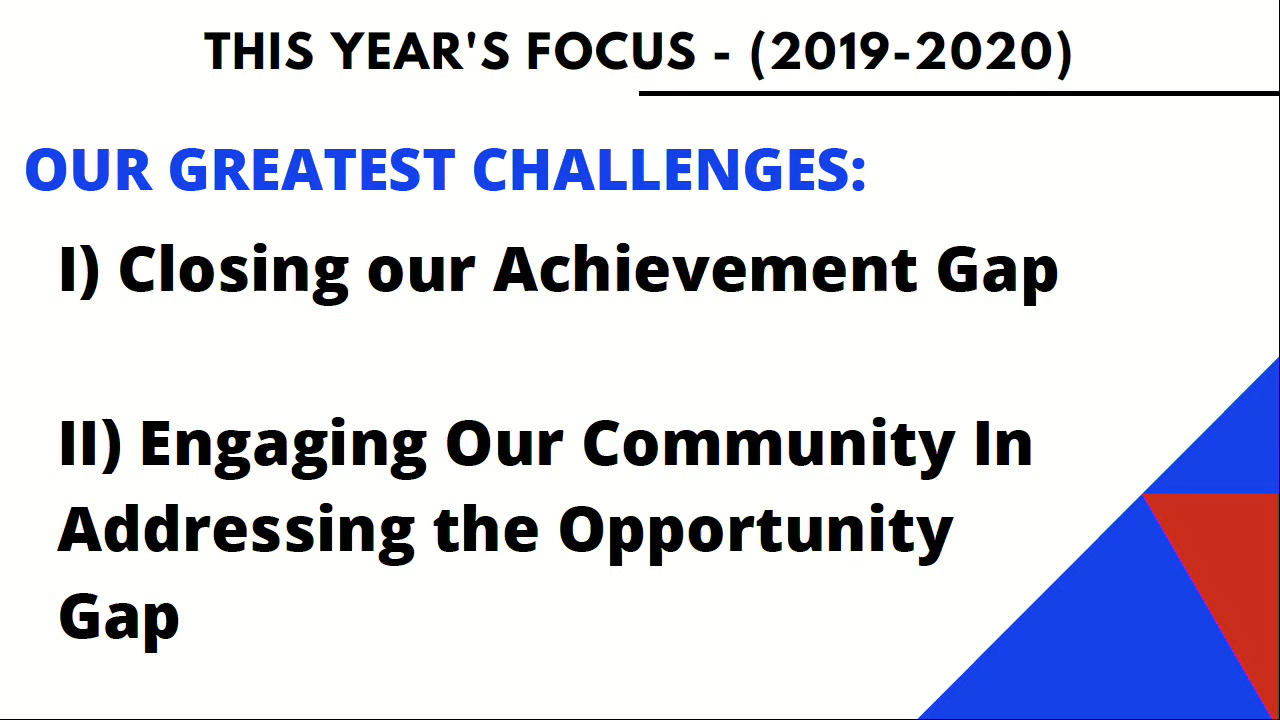 THIS YEAR'S FOCUS - (2019-2020)
OUR GREATEST CHALLENGES:
I) Closing our Achievement Gap
II) Engaging Our Community In
Addressing the Opportunity
Gap